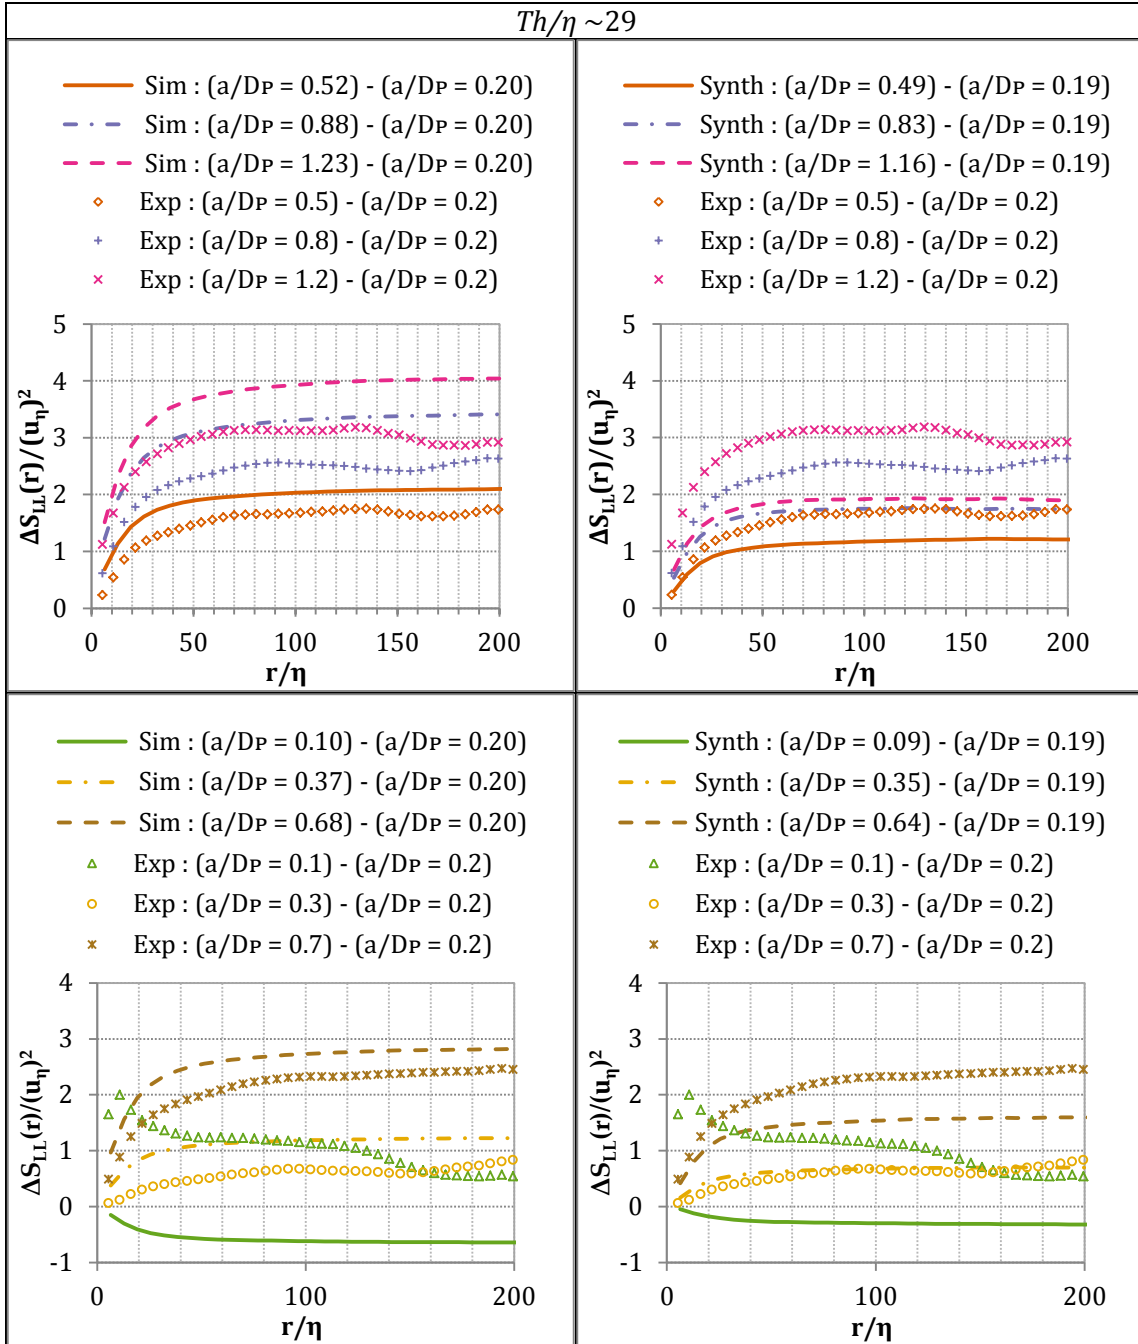 Th/η ~29
Sim : (a/DP = 0.52) - (a/DP = 0.20)
Sim : (a/DP = 0.88) - (a/DP = 0.20)
Sim : (a/DP = 1.23) - (a/DP = 0.20)
Exp : (a/DP = 0.5) - (a/DP = 0.2)
Exp : (a/DP = 0.8) - (a/DP = 0.2)
Exp : (a/DP = 1.2) - (a/DP = 0.2)
5
4
3
2
1
0
ΔS_LL(r)/(u_η)²
0 50 100 150 200
r/η
Synth : (a/DP = 0.49) - (a/DP = 0.19)
Synth : (a/DP = 0.83) - (a/DP = 0.19)
Synth : (a/DP = 1.16) - (a/DP = 0.19)
Exp : (a/DP = 0.5) - (a/DP = 0.2)
Exp : (a/DP = 0.8) - (a/DP = 0.2)
Exp : (a/DP = 1.2) - (a/DP = 0.2)
5
4
3
2
1
0
ΔS_LL(r)/(u_η)²
0 50 100 150 200
r/η
Sim : (a/DP = 0.10) - (a/DP = 0.20)
Sim : (a/DP = 0.37) - (a/DP = 0.20)
Sim : (a/DP = 0.68) - (a/DP = 0.20)
Exp : (a/DP = 0.1) - (a/DP = 0.2)
Exp : (a/DP = 0.3) - (a/DP = 0.2)
Exp : (a/DP = 0.7) - (a/DP = 0.2)
4
3
2
1
0
-1
ΔS_LL(r)/(u_η)²
0 100 200
r/η
Synth : (a/DP = 0.09) - (a/DP = 0.19)
Synth : (a/DP = 0.35) - (a/DP = 0.19)
Synth : (a/DP = 0.64) - (a/DP = 0.19)
Exp : (a/DP = 0.1) - (a/DP = 0.2)
Exp : (a/DP = 0.3) - (a/DP = 0.2)
Exp : (a/DP = 0.7) - (a/DP = 0.2)
4
3
2
1
0
-1
ΔS_LL(r)/(u_η)²
0 100 200
r/η